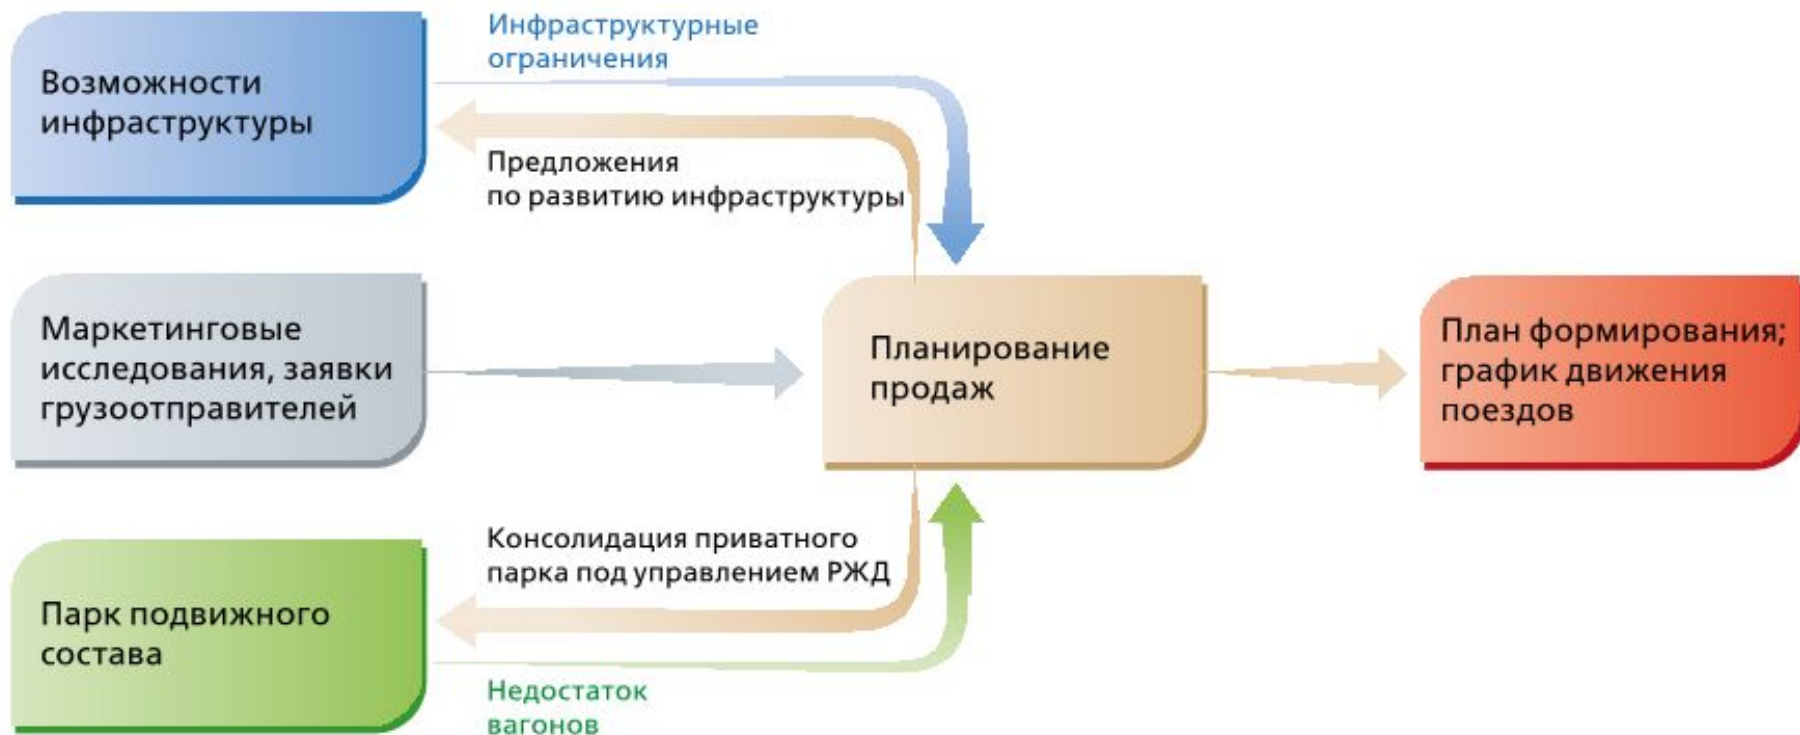 Инфраструктурные
ограничения
Возможности
инфраструктуры
Предложения
по развитию инфраструктуры
Маркетинговые
исследования, заявки
грузоотправителей
Планирование
продаж
План формирования;
график движения
поездов
Консолидация приватного
парка под управлением РЖД
Парк подвижного
состава
Недостаток
вагонов